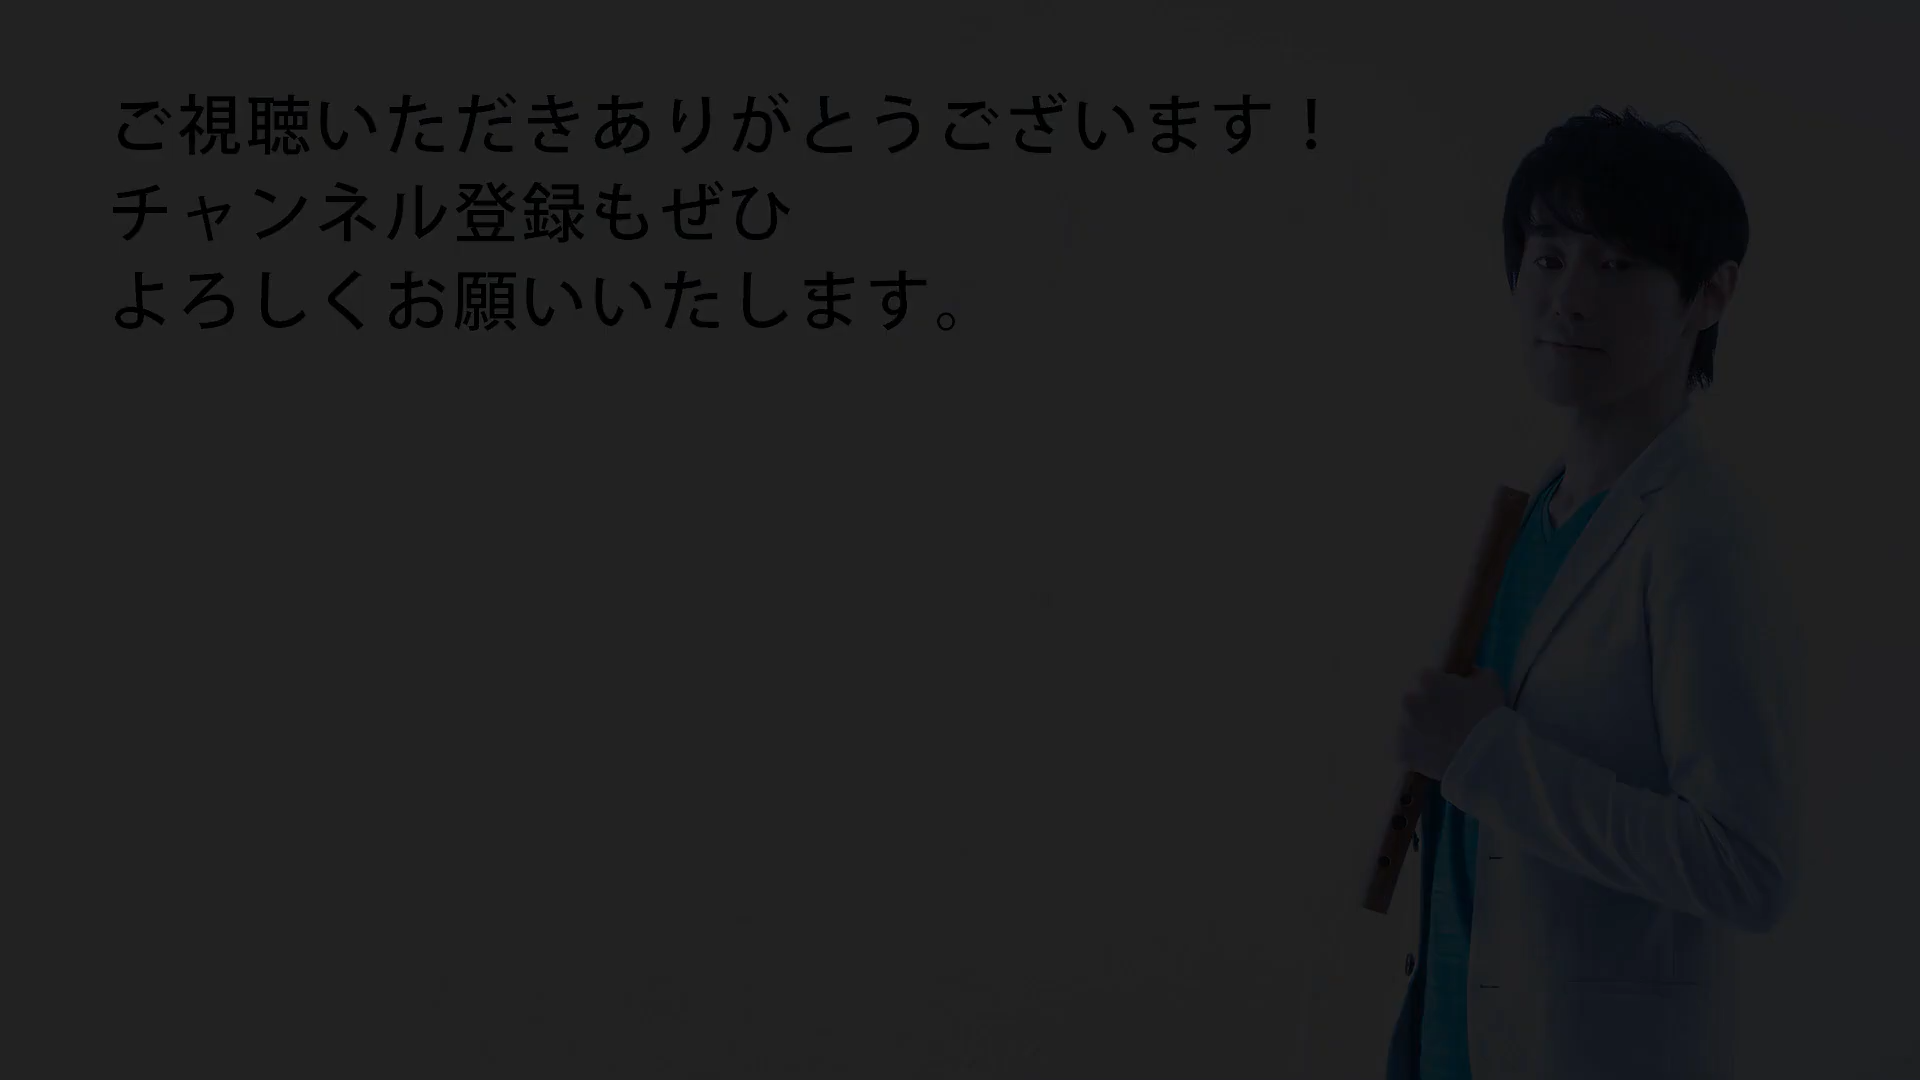 ご視聴いただきありがとうございます！
チャンネル登録もぜひ
よろしくお願いいたします。